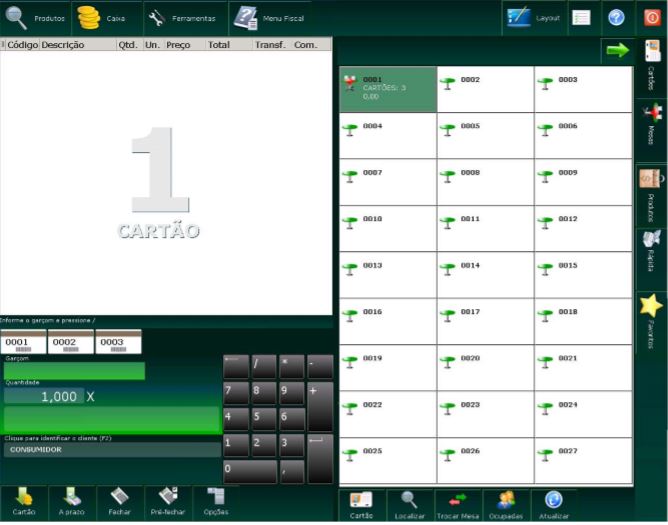 Produtos Caixa Ferramentas Menu Fiscal Layout
Código Descrição Qtd. Un. Preço Total Transf. Com.
1
CARTÃO
Informe o garçom e pressione /
0001 0002 0003
Garçom
Quantidade
1,000 X
Clique para identificar o cliente (F2)
CONSUMIDOR
/ * -
7 8 9 +
4 5 6
1 2 3
0 ,
Cartão A prazo Fechar Pré-fechar Opções
0001
CARTÕES: 3
0,00
0002 0003
0004 0005 0006
0007 0008 0009
0010 0011 0012
0013 0014 0015
0016 0017 0018
0019 0020 0021
0022 0023 0024
0025 0026 0027
Cartão Localizar Trocar Mesa Ocupadas Atualizar
Cartões
Mesas
Produtos
Rápida
Favoritos